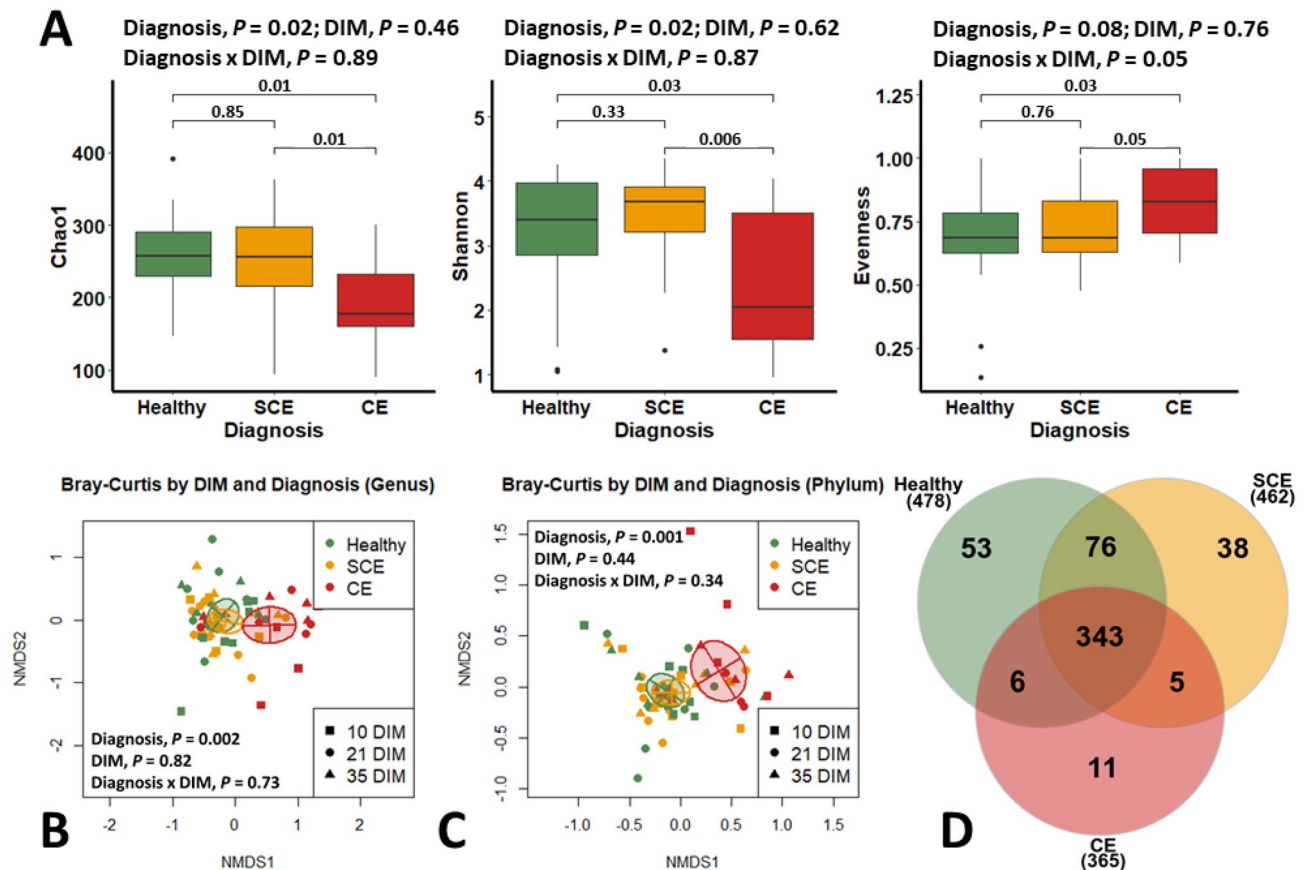 A
Diagnosis, P = 0.02; DIM, P = 0.46
Diagnosis x DIM, P = 0.89
0.01
0.85
0.01
Chao1
400
300
200
100
Healthy SCE CE
Diagnosis
Diagnosis, P = 0.02; DIM, P = 0.62
Diagnosis x DIM, P = 0.87
0.03
0.33
0.006
Shannon
5
4
3
2
1
Healthy SCE CE
Diagnosis
Diagnosis, P = 0.08; DIM, P = 0.76
Diagnosis x DIM, P = 0.05
0.03
0.76
0.05
Evenness
1.25
1.00
0.75
0.50
0.25
Healthy SCE CE
Diagnosis
Bray-Curtis by DIM and Diagnosis (Genus)
Healthy
SCE
CE
NMDS2
1
0
-1
-2
10 DIM
21 DIM
35 DIM
Diagnosis, P = 0.002
DIM, P = 0.82
Diagnosis x DIM, P = 0.73
-2 -1 0 1 2
NMDS1
B
Bray-Curtis by DIM and Diagnosis (Phylum)
Diagnosis, P = 0.001
DIM, P = 0.44
Diagnosis x DIM, P = 0.34
Healthy
SCE
CE
NMDS2
1.5
1.0
0.5
0.0
-0.5
-1.0
10 DIM
21 DIM
35 DIM
-1.0 -0.5 0.0 0.5 1.0 1.5
NMDS1
C
Healthy
(478)
SCE
(462)
53 76 38
343
6 5
11
CE
(365)
D